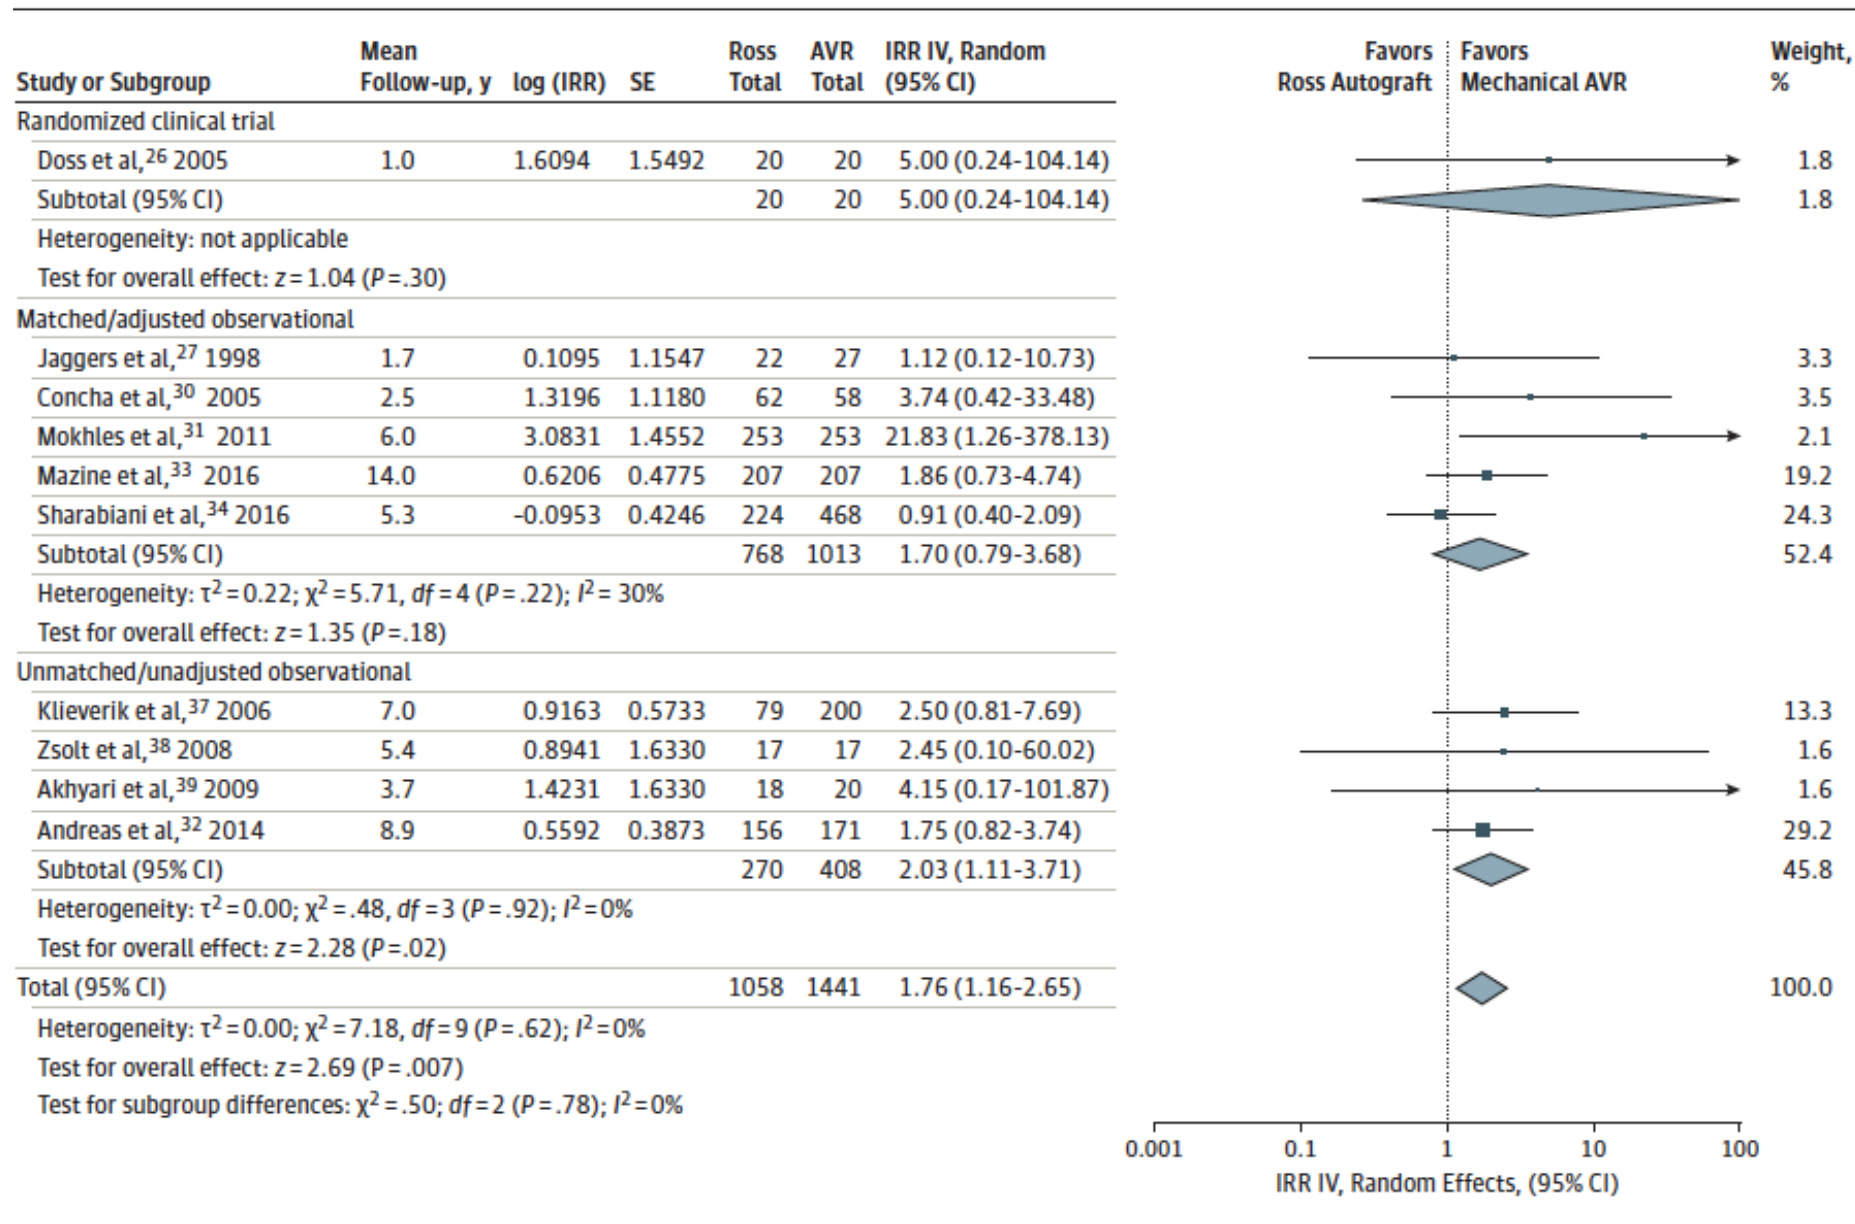 Mean Ross AVR IRR IV, Random Favors Favors Weight,
Study or Subgroup Follow-up, y log (IRR) SE Total Total (95% CI) Ross Autograft Mechanical AVR %
Randomized clinical trial
Doss et al,26 2005 1.0 1.6094 1.5492 20 20 5.00 (0.24-104.14) 1.8
Subtotal (95% CI) 20 20 5.00 (0.24-104.14) 1.8
Heterogeneity: not applicable
Test for overall effect: z = 1.04 (P = .30)
Matched/adjusted observational
Jaggers et al,27 1998 1.7 0.1095 1.1547 22 27 1.12 (0.12-10.73) 3.3
Concha et al,30 2005 2.5 1.3196 1.1180 62 58 3.74 (0.42-33.48) 3.5
Mokhles et al,31 2011 6.0 3.0831 1.4552 253 253 21.83 (1.26-378.13) 2.1
Mazine et al,33 2016 14.0 0.6206 0.4775 207 207 1.86 (0.73-4.74) 19.2
Sharabiani et al,34 2016 5.3 -0.0953 0.4246 224 468 0.91 (0.40-2.09) 24.3
Subtotal (95% CI) 768 1013 1.70 (0.79-3.68) 52.4
Heterogeneity: τ2 = 0.22; χ2 = 5.71, df = 4 (P = .22); I2 = 30%
Test for overall effect: z = 1.35 (P = .18)
Unmatched/unadjusted observational
Klieverik et al,37 2006 7.0 0.9163 0.5733 79 200 2.50 (0.81-7.69) 13.3
Zsolt et al,38 2008 5.4 0.8941 1.6330 17 17 2.45 (0.10-60.02) 1.6
Akhyari et al,39 2009 3.7 1.4231 1.6330 18 20 4.15 (0.17-101.87) 1.6
Andreas et al,32 2014 8.9 0.5592 0.3873 156 171 1.75 (0.82-3.74) 29.2
Subtotal (95% CI) 270 408 2.03 (1.11-3.71) 45.8
Heterogeneity: τ2 = 0.00; χ2 = .48, df = 3 (P = .92); I2 = 0%
Test for overall effect: z = 2.28 (P = .02)
Total (95% CI) 1058 1441 1.76 (1.16-2.65) 100.0
Heterogeneity: τ2 = 0.00; χ2 = 7.18, df = 9 (P = .62); I2 = 0%
Test for overall effect: z = 2.69 (P = .007)
Test for subgroup differences: χ2 = .50; df = 2 (P = .78); I2 = 0%
0.001 0.1 1 10 100
IRR IV, Random Effects, (95% CI)